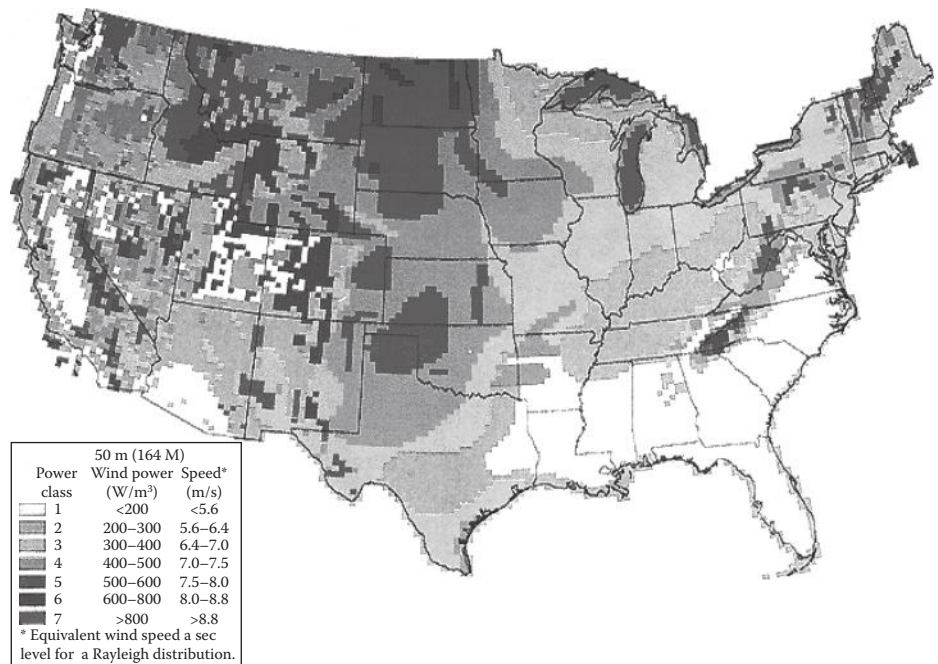 50 m (164 M)
Power Wind power Speed*
class (W/m³) (m/s)
1 <200 <5.6
2 200–300 5.6–6.4
3 300–400 6.4–7.0
4 400–500 7.0–7.5
5 500–600 7.5–8.0
6 600–800 8.0–8.8
7 >800 >8.8
* Equivalent wind speed a sec
level for a Rayleigh distribution.